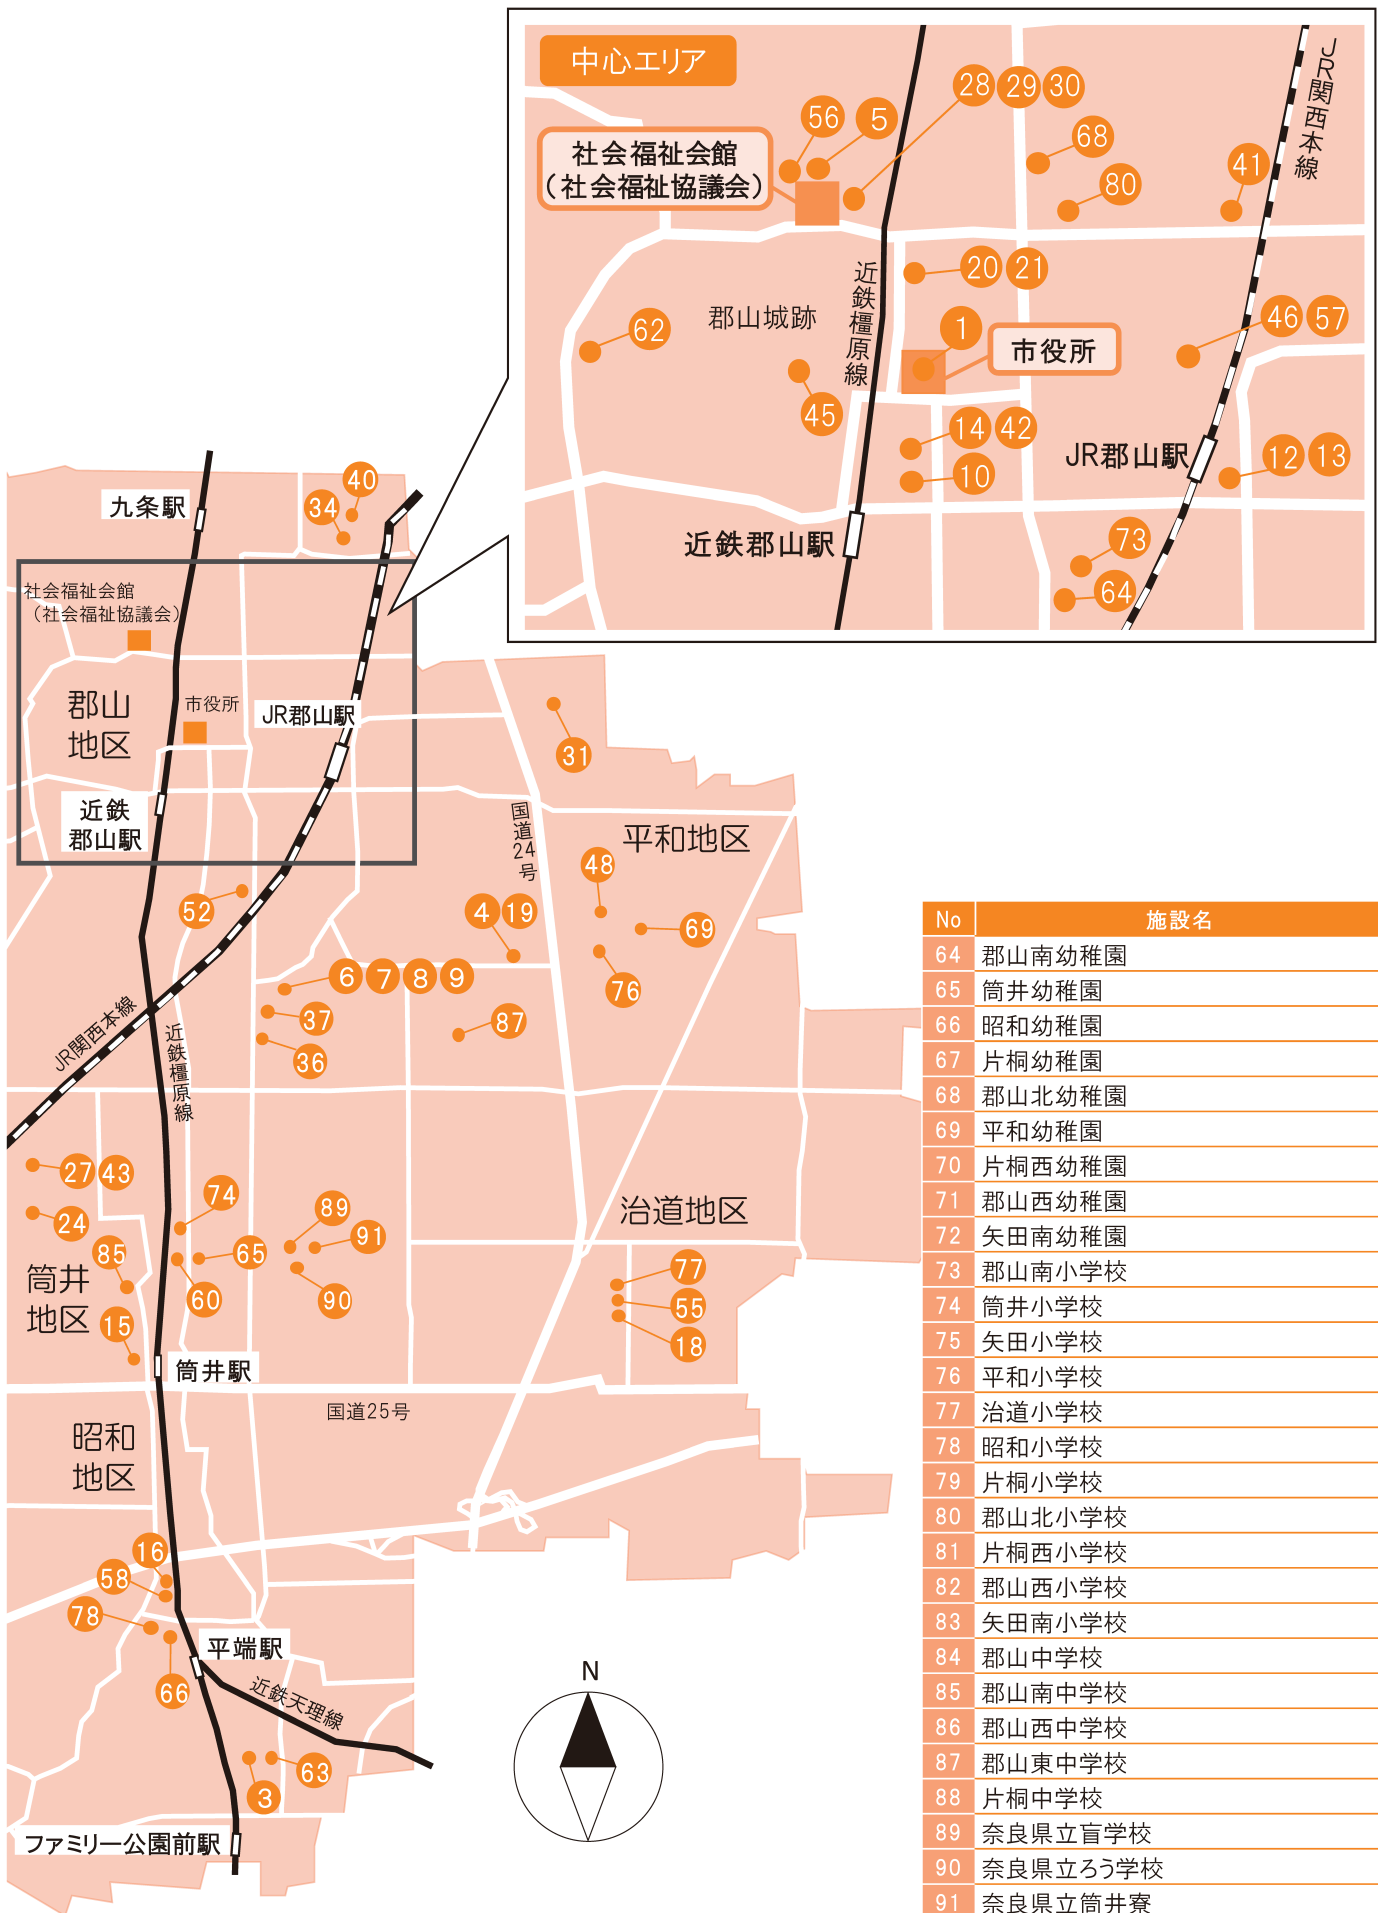 中心エリア
社会福祉会館
（社会福祉協議会）
56
5
28
29
30
68
80
41
JR関西本線
20
21
近鉄橿原線
郡山城跡
62
1
市役所
46
57
45
14
42
10
JR郡山駅
12
13
近鉄郡山駅
73
64
九条駅
34
40
社会福祉会館
（社会福祉協議会）
郡山
地区
市役所
JR郡山駅
近鉄
郡山駅
31
国道24号
平和地区
48
52
4
19
69
76
6
7
8
9
37
36
87
JR関西本線
近鉄橿原線
27
43
24
74
89
91
85
65
60
90
筒井
地区
15
治道地区
77
55
18
筒井駅
国道25号
昭和
地区
16
58
78
66
平端駅
近鉄天理線
63
3
ファミリー公園前駅
N
No 施設名
64 郡山南幼稚園
65 筒井幼稚園
66 昭和幼稚園
67 片桐幼稚園
68 郡山北幼稚園
69 平和幼稚園
70 片桐西幼稚園
71 郡山西幼稚園
72 矢田南幼稚園
73 郡山南小学校
74 筒井小学校
75 矢田小学校
76 平和小学校
77 治道小学校
78 昭和小学校
79 片桐小学校
80 郡山北小学校
81 片桐西小学校
82 郡山西小学校
83 矢田南小学校
84 郡山中学校
85 郡山南中学校
86 郡山西中学校
87 郡山東中学校
88 片桐中学校
89 奈良県立盲学校
90 奈良県立ろう学校
91 奈良県立筒井寮